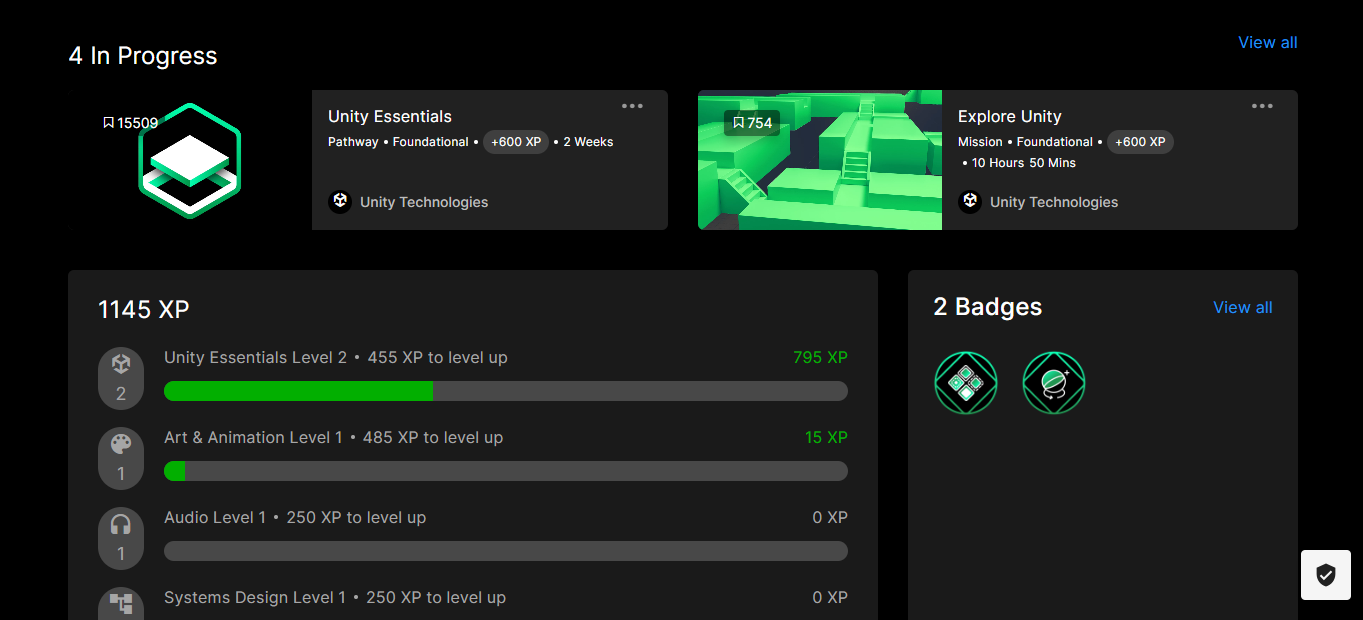 4 In Progress
View all
15509
Unity Essentials
Pathway • Foundational • +600 XP • 2 Weeks
Unity Technologies
754
Explore Unity
Mission • Foundational • +600 XP
• 10 Hours 50 Mins
Unity Technologies
1145 XP
2
Unity Essentials Level 2 • 455 XP to level up
795 XP
1
Art & Animation Level 1 • 485 XP to level up
15 XP
1
Audio Level 1 • 250 XP to level up
0 XP
Systems Design Level 1 • 250 XP to level up
0 XP
2 Badges
View all